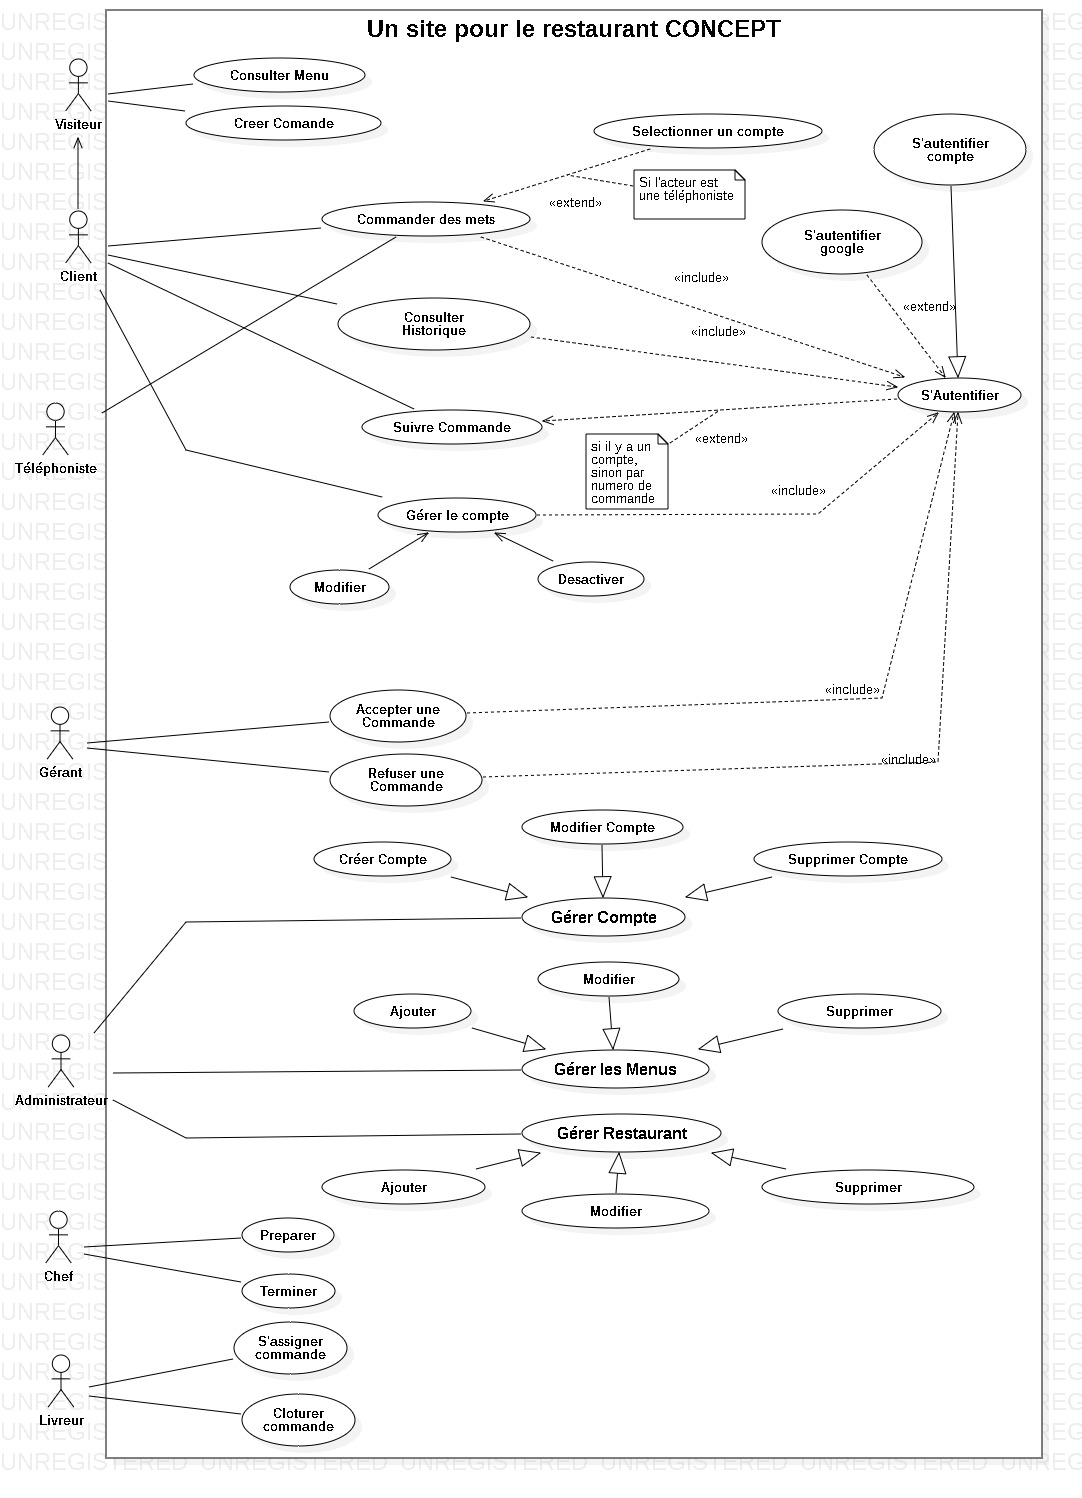 Un site pour le restaurant CONCEPT
Visiteur
Consulter Menu
Creer Comande
Selectionner un compte
S'autentifier
compte
Si l'acteur est
une téléphoniste
«extend»
Client
Commander des mets
S'autentifier
google
«include»
«extend»
Consulter
Historique
«include»
S'Autentifier
Téléphoniste
Suivre Commande
«extend»
si il y a un
compte,
sinon par
numero de
commande
«include»
Gérer le compte
Modifier
Desactiver
Gérant
Accepter une
Commande
«include»
Refuser une
Commande
«include»
Modifier Compte
Créer Compte
Supprimer Compte
Gérer Compte
Modifier
Ajouter
Supprimer
Gérer les Menus
Administrateur
Gérer Restaurant
Ajouter
Modifier
Supprimer
Chef
Preparer
Terminer
Livreur
S'assigner
commande
Cloturer
commande
UNREGISTERED UNREGISTERED UNREGISTERED UNREGISTERED UNREGISTERED UNREG